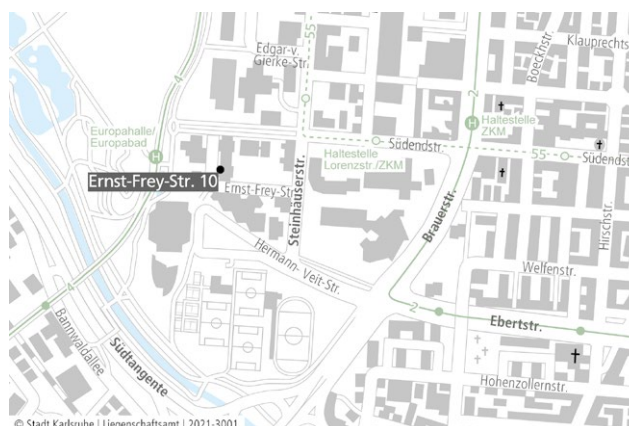 Klauprechts
Boeckhstr.
55
Edgar-v.
Gierke-Str.
4
2
H
Haltestelle
ZKM
Europahalle/
Europabad
H
Südendstr.
55
Südendst
Haltestelle
Lorenzstr./ZKM
Ernst-Frey-Str. 10
Ernst-Frey-Str
Steinhäuserstr.
Brauerstr.
Hirschstr.
Hermann-Veit-Str.
Welfenstr.
4
2
Ebertstr.
Bannwaldallee
Südtangente
Hohenzollernstr.
© Stadt Karlsruhe | Liegenschaftsamt | 2021-3001